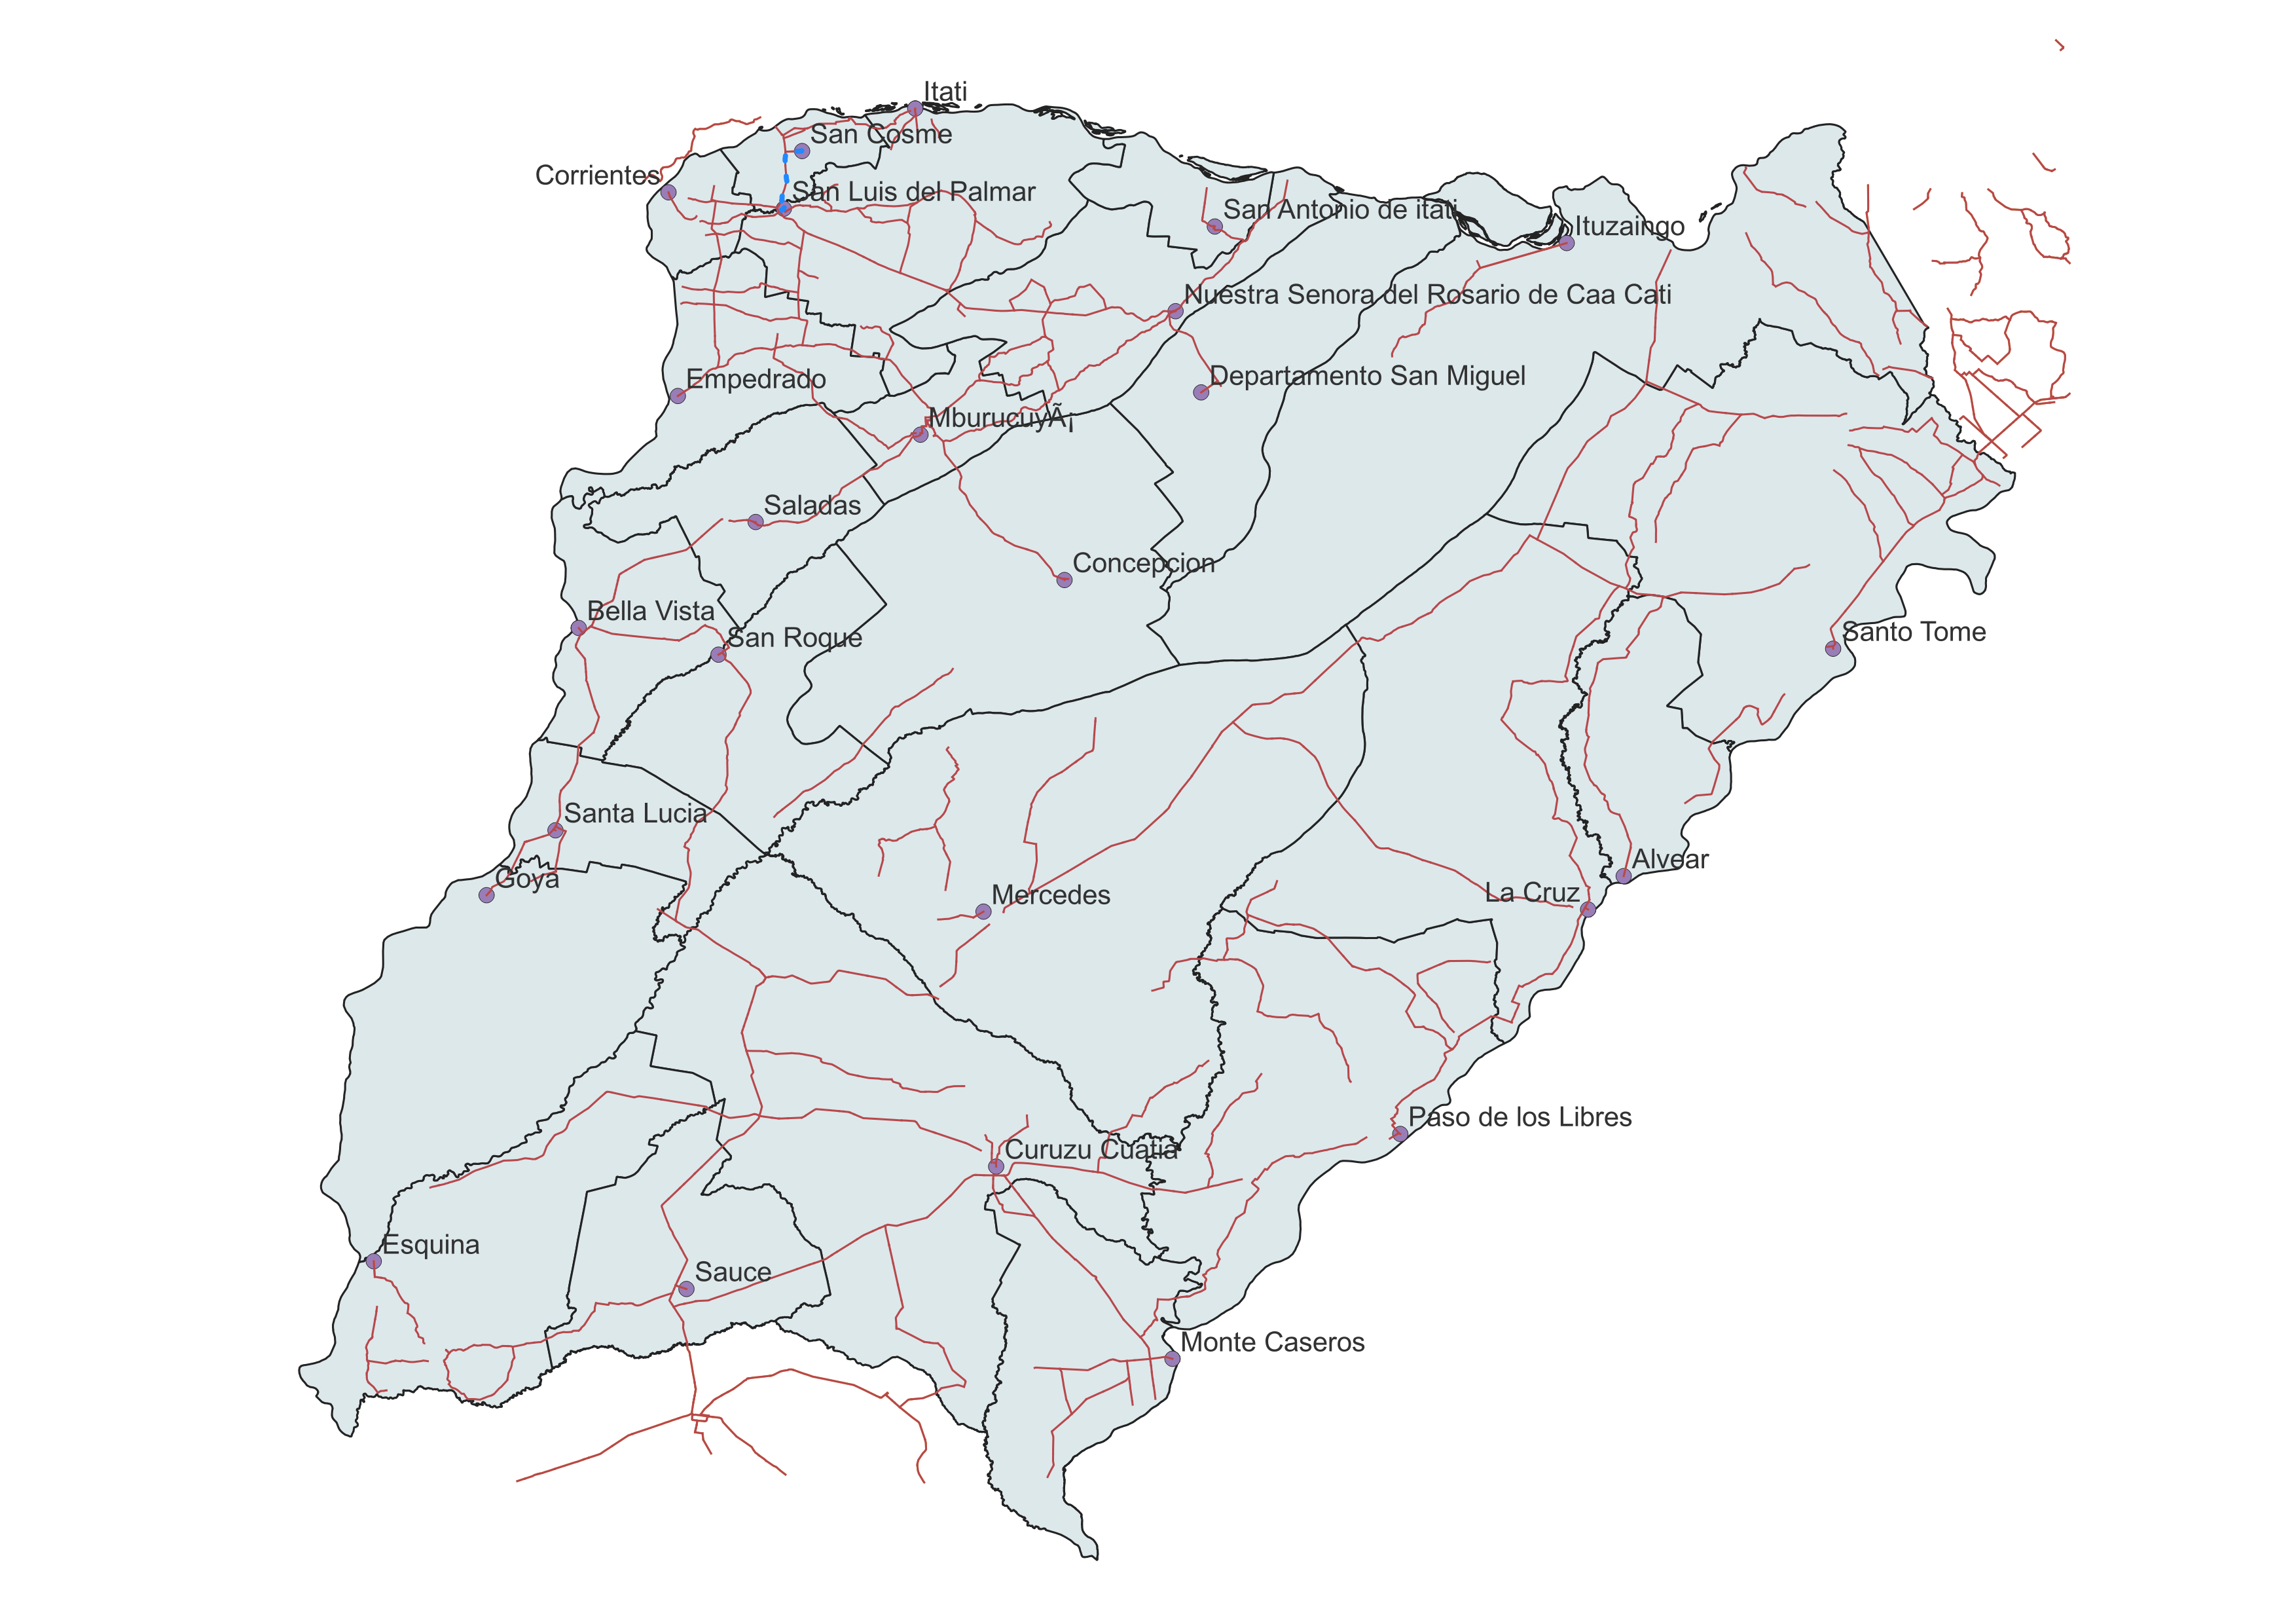 Itati
San Cosme
Corrientes
San Luis del Palmar
San Antonio de itati
Ituzaingo
Nuestra Senora del Rosario de Caa Cati
Empedrado
Departamento San Miguel
MburucuyÃ¡
Saladas
Concepcion
Bella Vista
San Roque
Santo Tome
Santa Lucia
Goya
Alvear
La Cruz
Mercedes
Paso de los Libres
Curuzu Cuatia
Esquina
Sauce
Monte Caseros